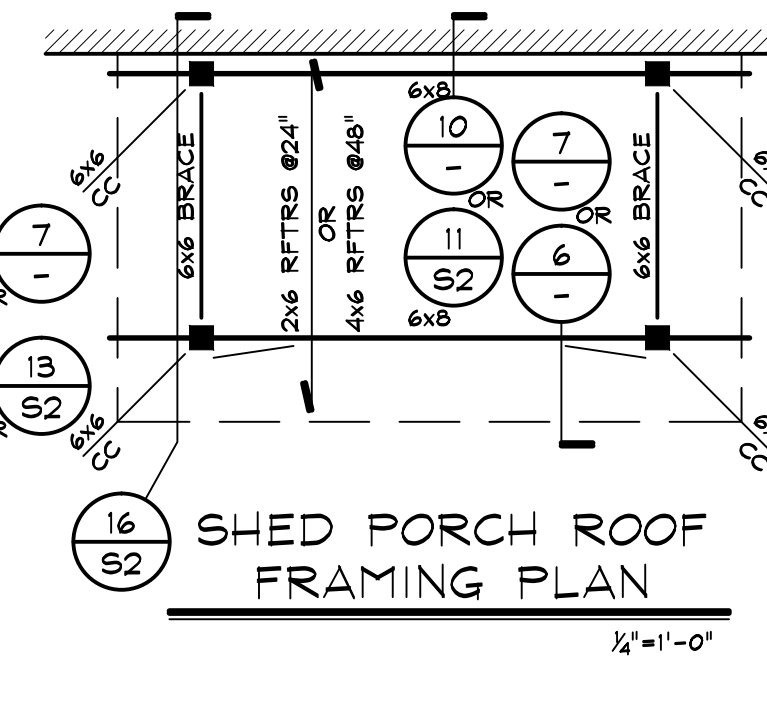 6x8
10
-
7
-
OR
OR
11
S2
6
-
6x8
6x6
CC
6x6 BRACE
2x6 RFTRS @24"
OR
4x6 RFTRS @48"
6x6 BRACE
CC
7
-
13
S2
6x6
CC
CC
16
S2
SHED PORCH ROOF
FRAMING PLAN
1/4"=1'-0"